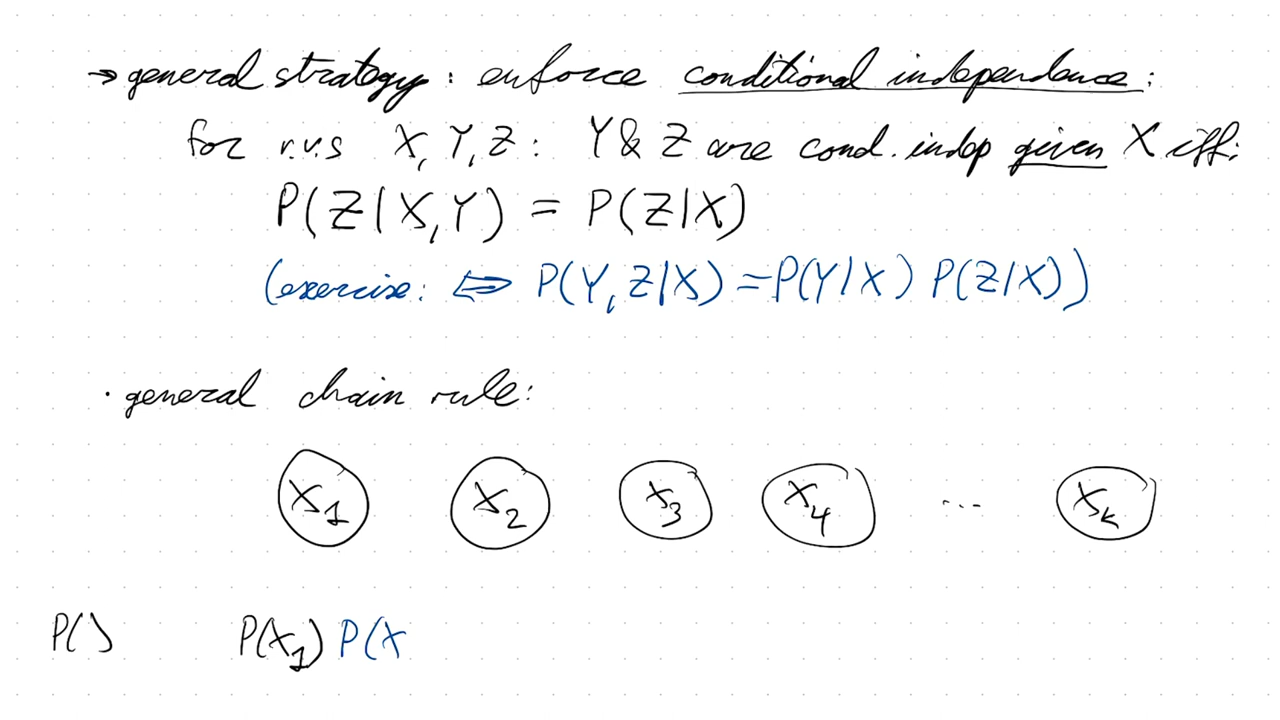 → general strategy: enforce conditional independence:
for r.v.s X, Y, Z: Y & Z are cond. indep given X iff:
P(Z|X,Y) = P(Z|X)
(exercise: ⇔ P(Y,Z|X) = P(Y|X) P(Z|X))
· general chain rule:
X₁ X₂ X₃ X₄ ... Xₖ
P( ) P(X₁) P(X